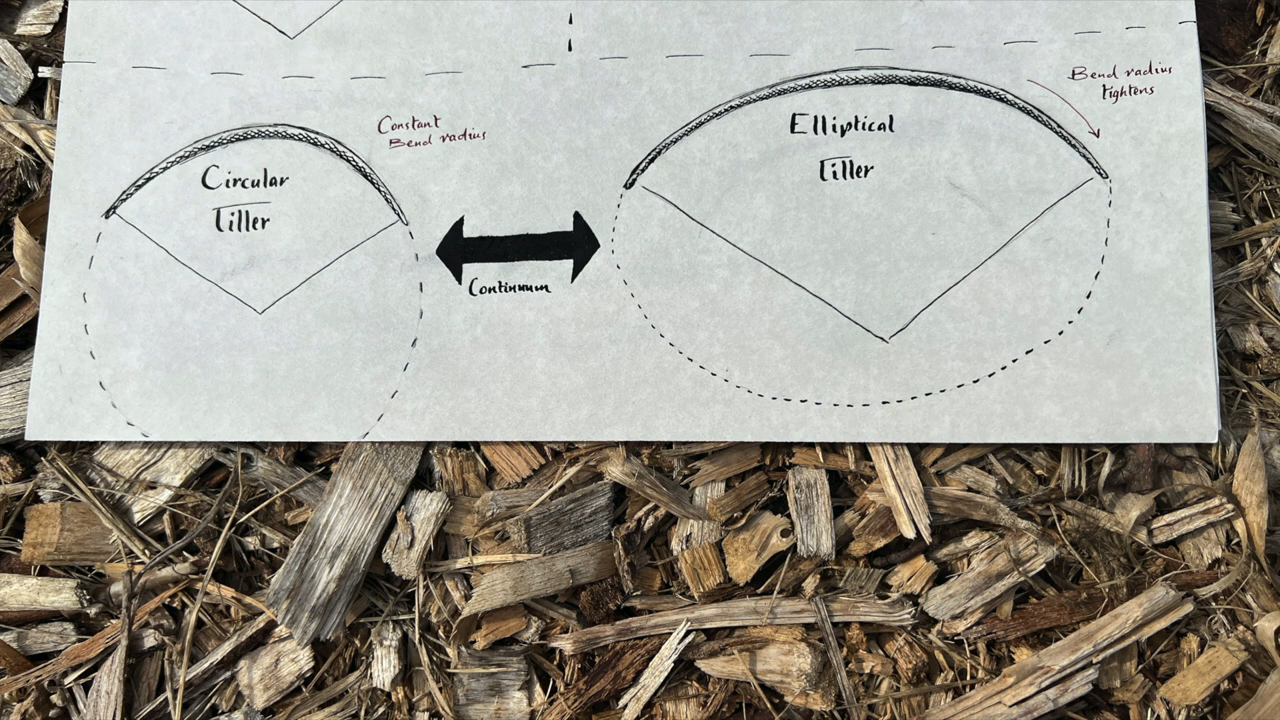 Constant
Bend radius
Circular
Tiller
Continuum
Bend radius
tightens
Elliptical
Tiller